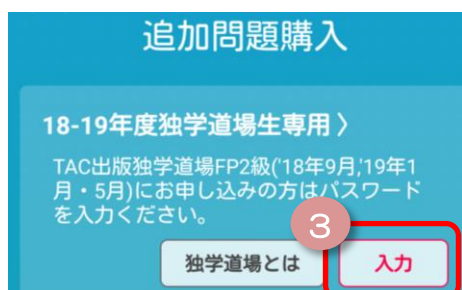 追加問題購入
18-19年度独学道場生専用 〉
TAC出版独学道場FP2級('18年9月,'19年1
月・5月)にお申し込みの方はパスワード
を入力ください。
3
独学道場とは
入力